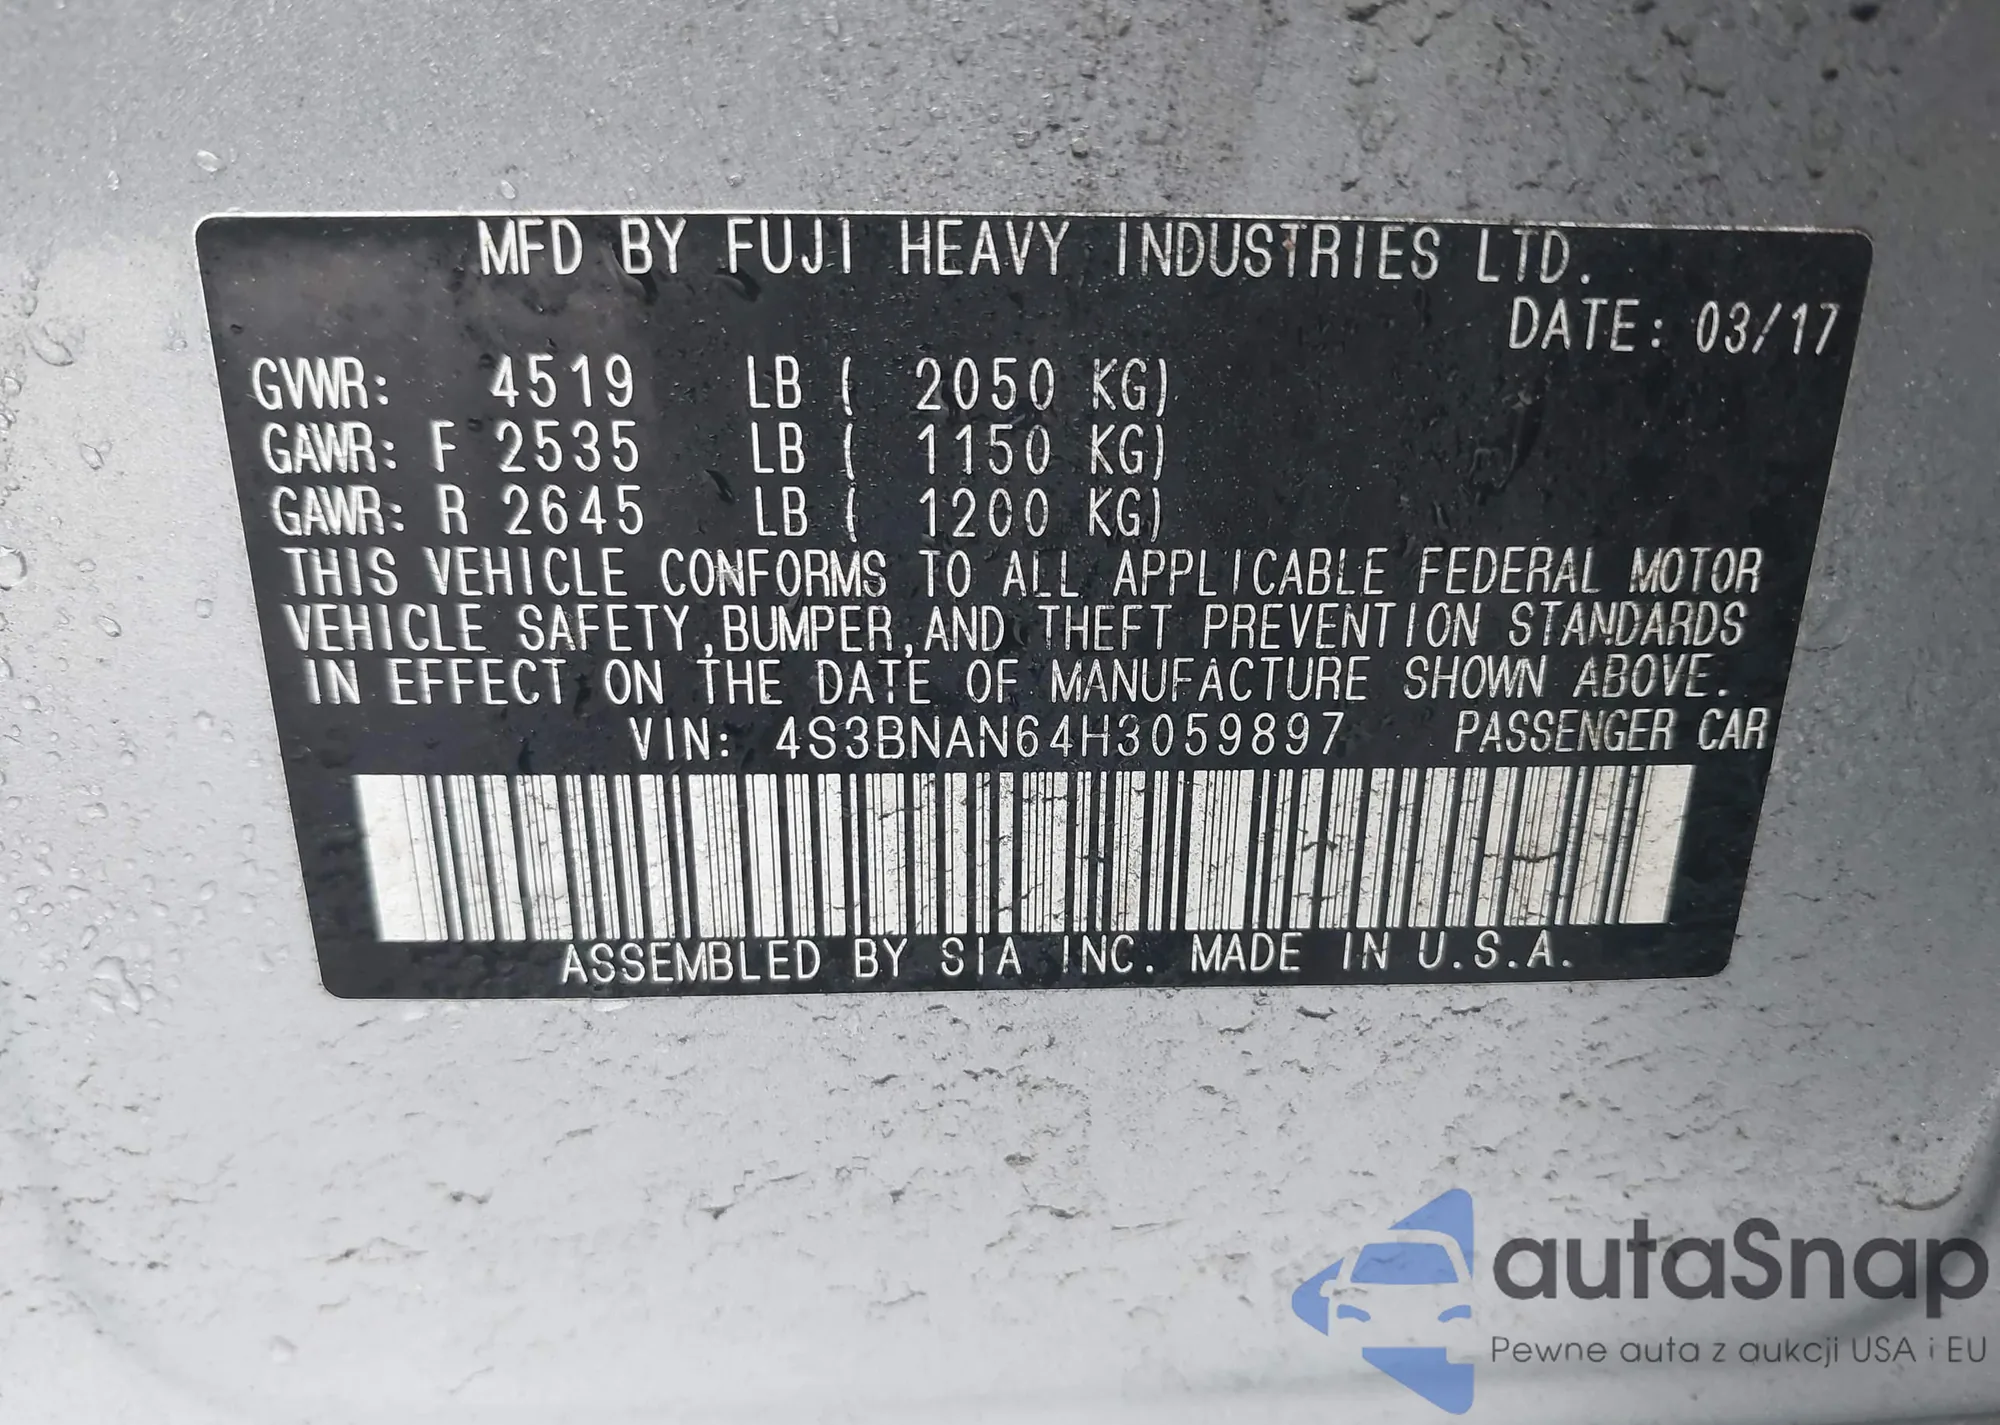 MFD BY FUJI HEAVY INDUSTRIES LTD.
DATE: 03/17
GVWR: 4519 LB ( 2050 KG)
GAWR: F 2535 LB ( 1150 KG)
GAWR: R 2645 LB ( 1200 KG)
THIS VEHICLE CONFORMS TO ALL APPLICABLE FEDERAL MOTOR
VEHICLE SAFETY,BUMPER,AND THEFT PREVENTION STANDARDS
IN EFFECT ON THE DATE OF MANUFACTURE SHOWN ABOVE.
VIN: 4S3BNAN64H3059897 PASSENGER CAR
ASSEMBLED BY SIA INC. MADE IN U.S.A.
autaSnap
Pewne auta z aukcji USA i EU